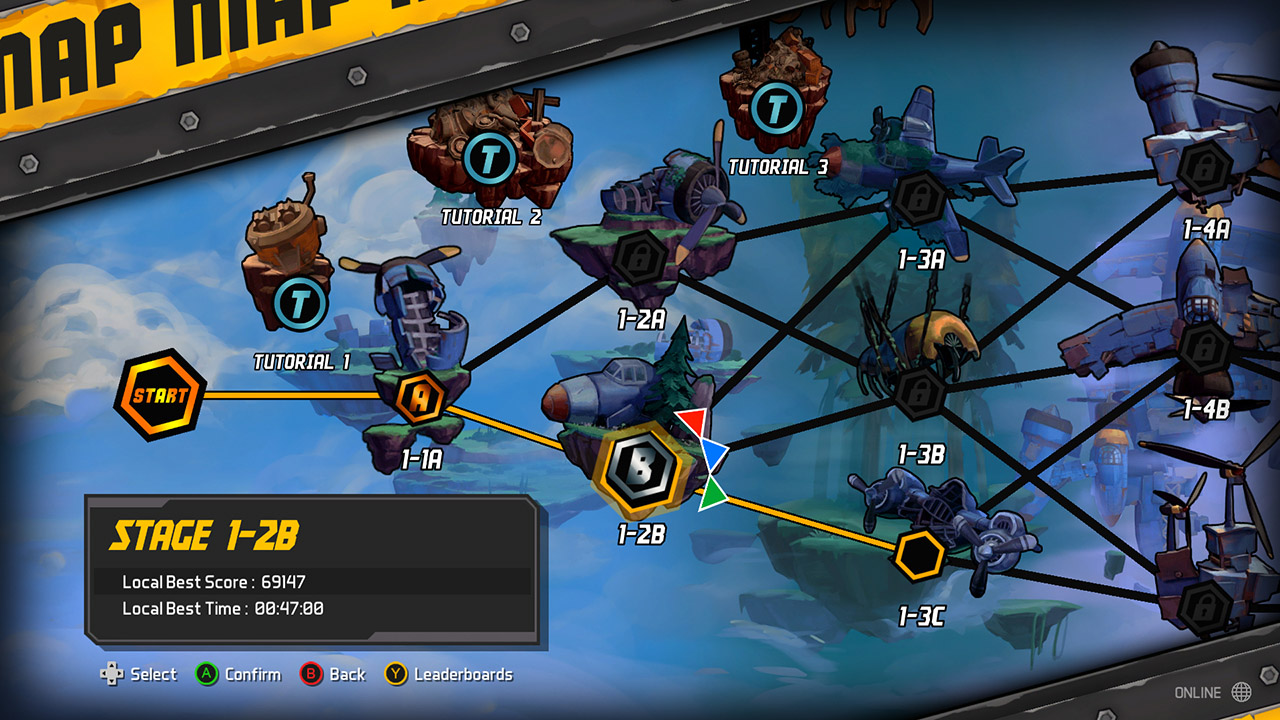 MAP MAP
TUTORIAL 3
TUTORIAL 2
TUTORIAL 1
T
T
T
1-4A
1-3A
1-2A
START
A
1-1A
1-4B
1-3B
B
1-2B
1-3C
STAGE 1-2B
Local Best Score : 69147
Local Best Time : 00:47:00
Select
A Confirm
B Back
Y Leaderboards
ONLINE